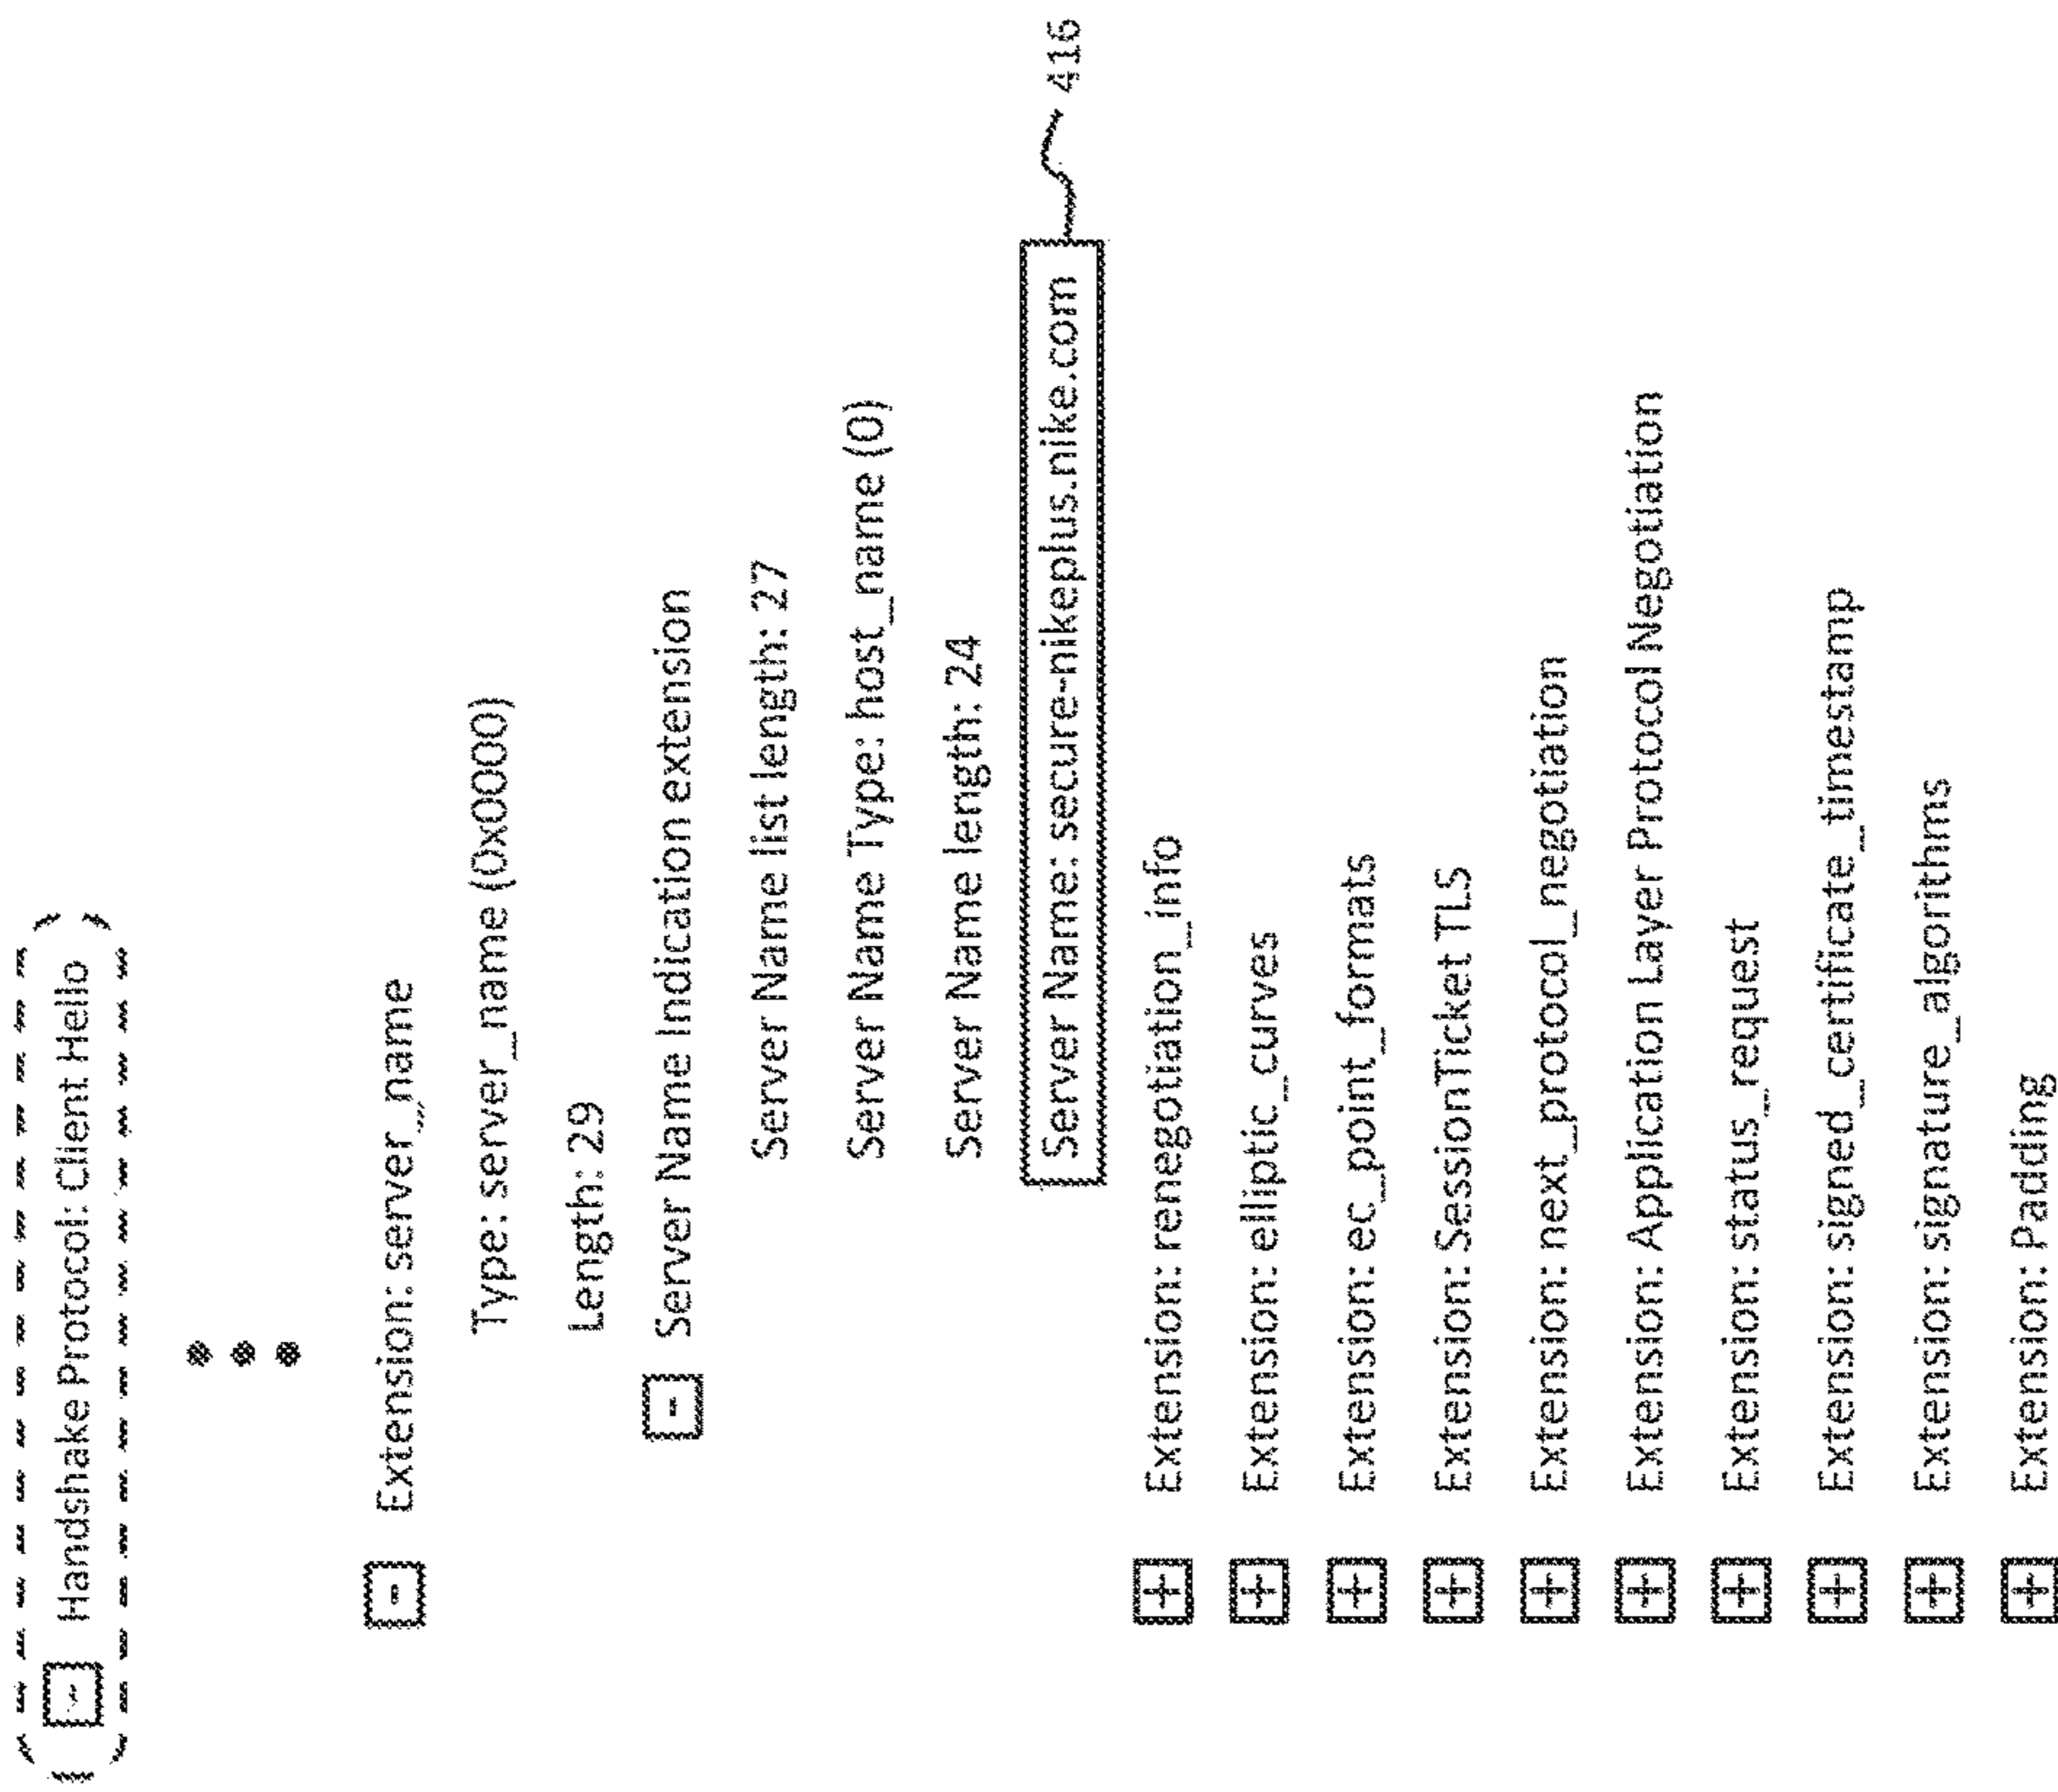 Handshake Protocol: Client Hello
Extension: server_name
Type: server_name (0x0000)
Length: 29
Server Name Indication extension
Server Name list length: 27
Server Name Type: host_name (0)
Server Name length: 24
Server Name: secure-nikeplus.nike.com
416
Extension: renegotiation_info
Extension: elliptic_curves
Extension: ec_point_formats
Extension: SessionTicket TLS
Extension: next_protocol_negotiation
Extension: Application Layer Protocol Negotiation
Extension: status_request
Extension: signed_certificate_timestamp
Extension: signature_algorithms
Extension: Padding